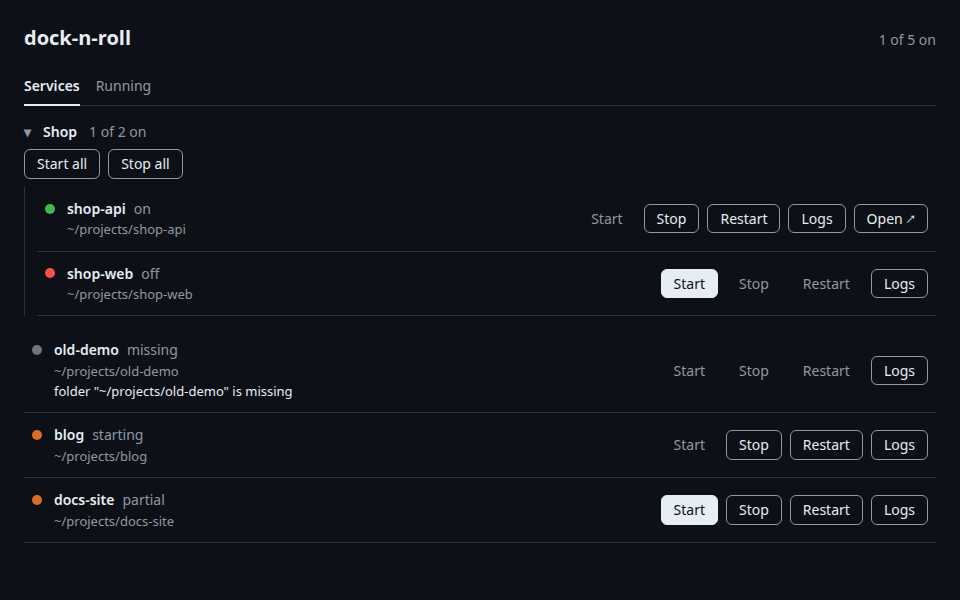 dock-n-roll
1 of 5 on
Services Running
▼ Shop 1 of 2 on
Start all Stop all
shop-api on
~/projects/shop-api
Start Stop Restart Logs Open ↗
shop-web off
~/projects/shop-web
Start Stop Restart Logs
old-demo missing
~/projects/old-demo
folder "~/projects/old-demo" is missing
Start Stop Restart Logs
blog starting
~/projects/blog
Start Stop Restart Logs
docs-site partial
~/projects/docs-site
Start Stop Restart Logs